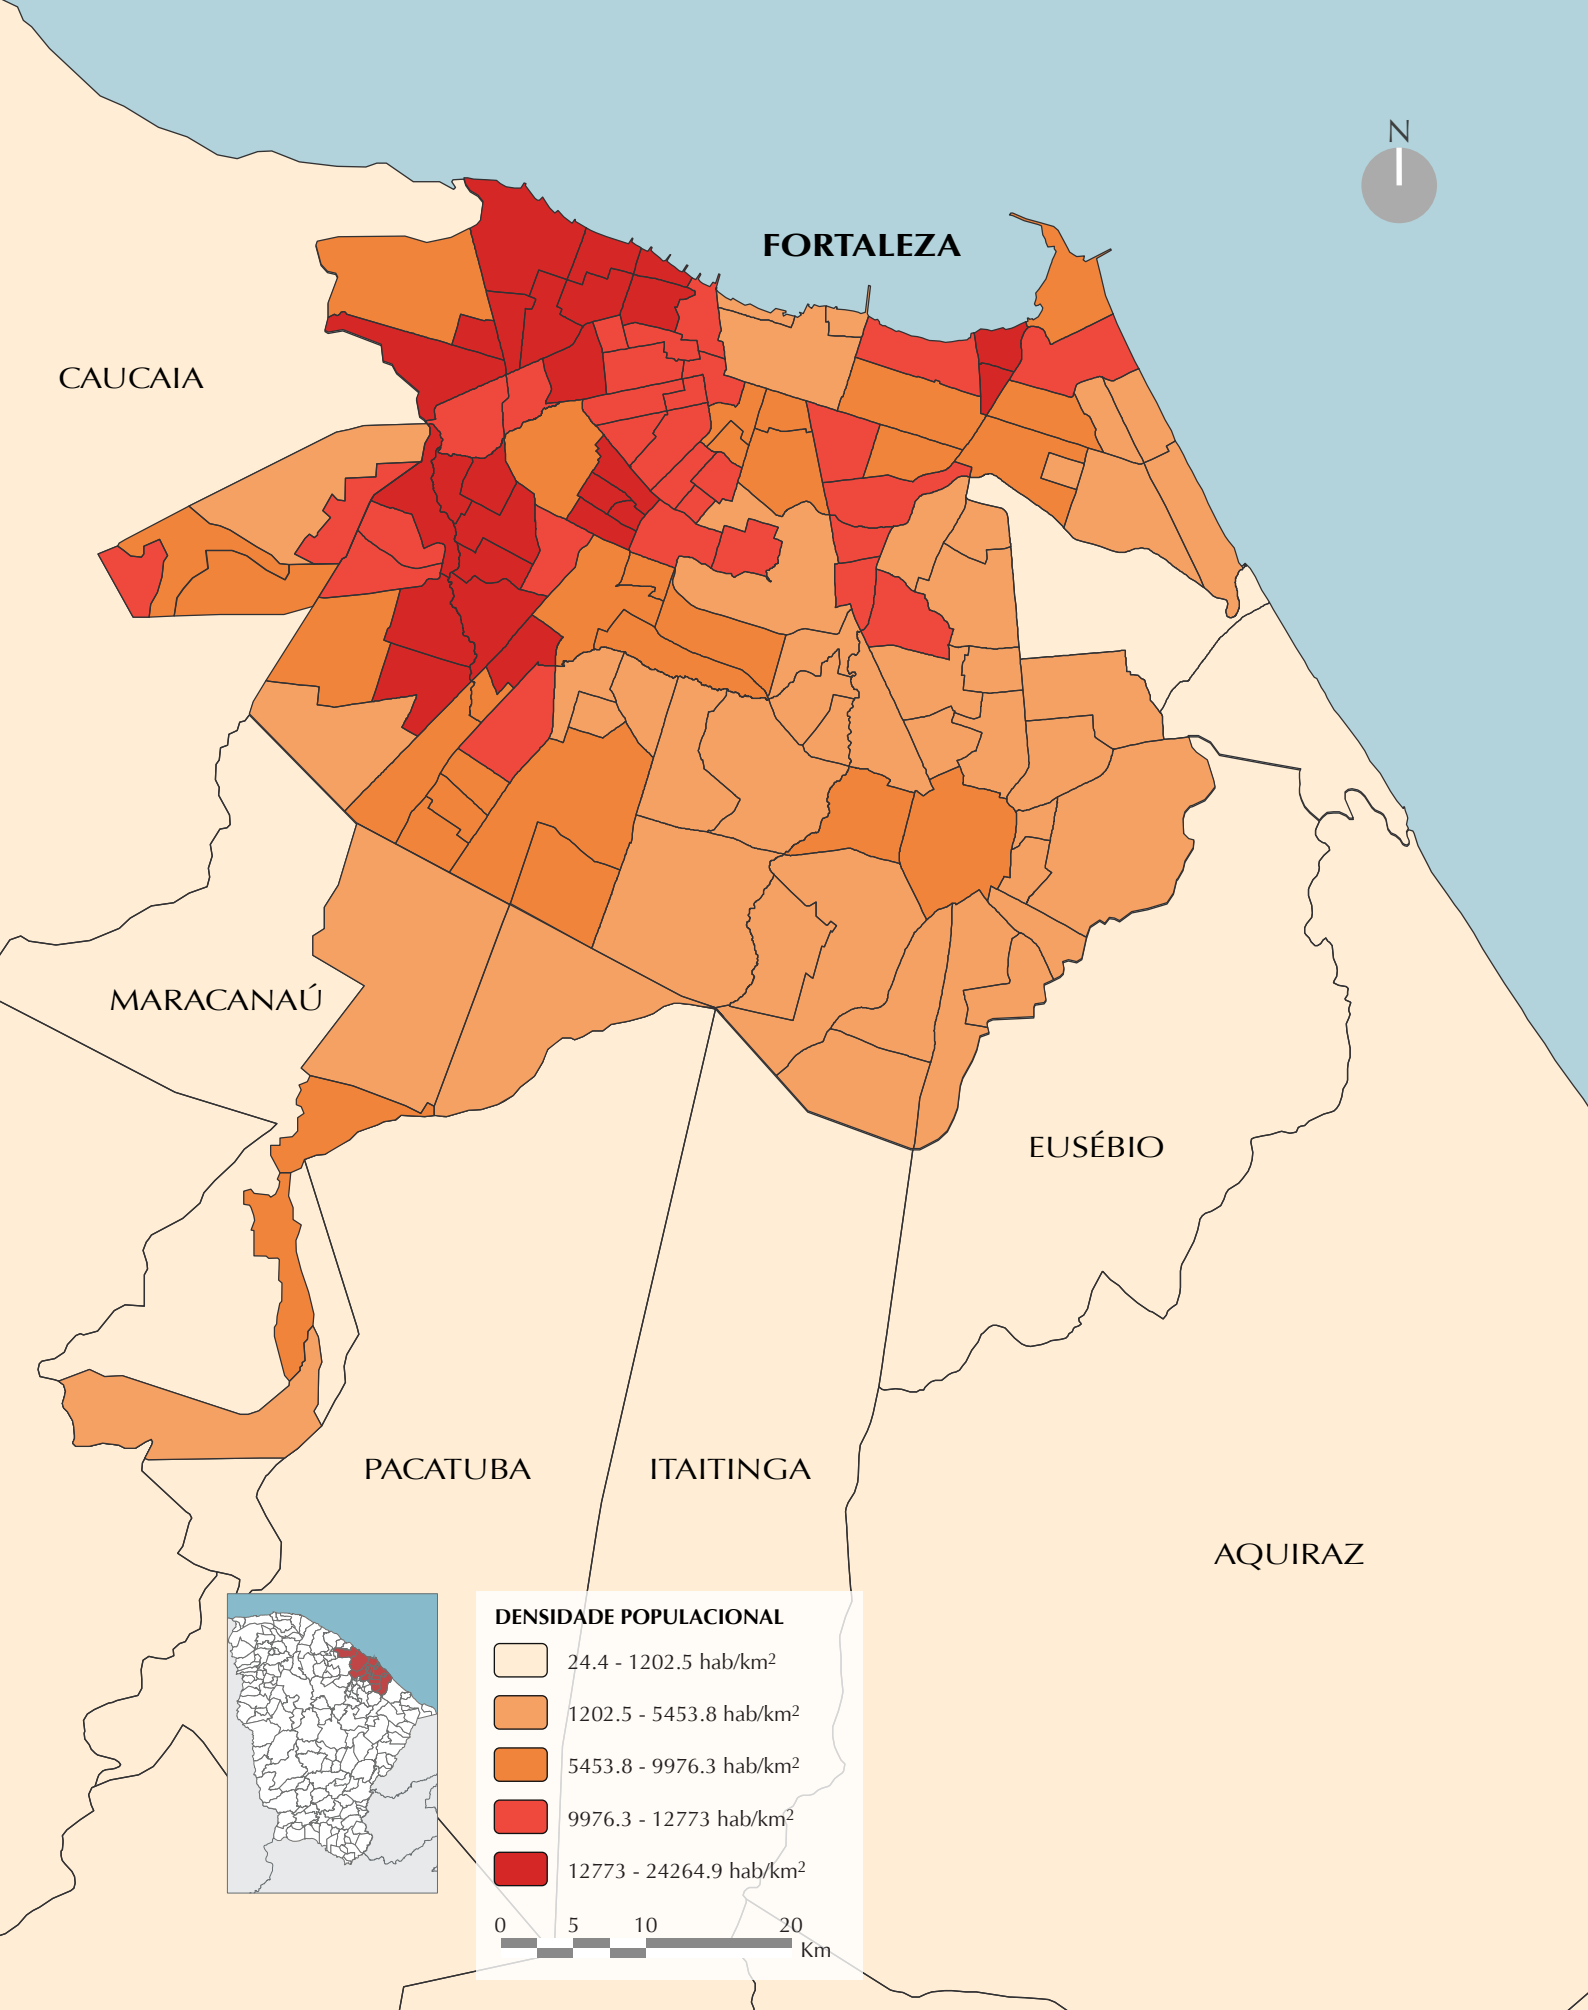 N
FORTALEZA
CAUCAIA
MARACANAÚ
EUSÉBIO
PACATUBA
ITAITINGA
AQUIRAZ
DENSIDADE POPULACIONAL
24.4 - 1202.5 hab/km²
1202.5 - 5453.8 hab/km²
5453.8 - 9976.3 hab/km²
9976.3 - 12773 hab/km²
12773 - 24264.9 hab/km²
0 5 10 20
Km